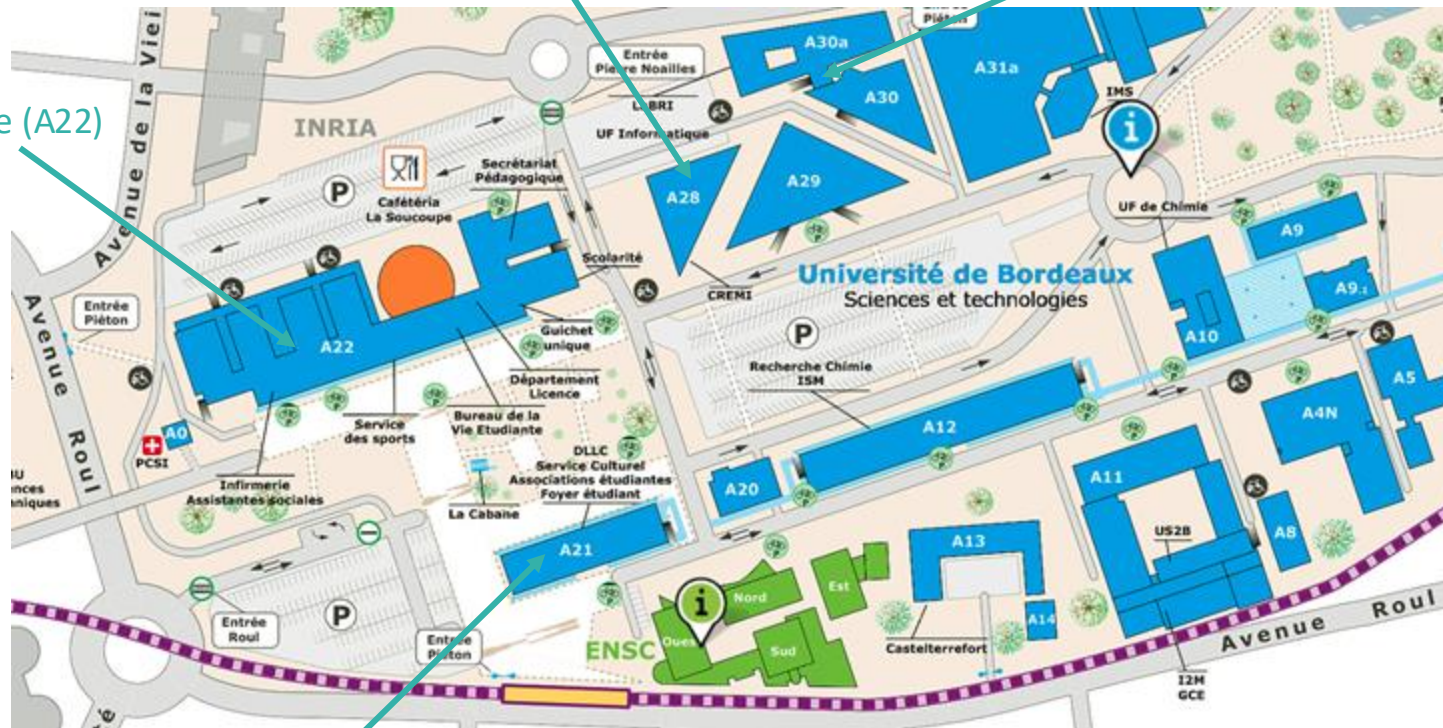 e (A22)
Avenue de la Viei
INRIA
Entrée
Pierre Noailles
LaBRI
UF Informatique
Piéton
A30a
A30
A31a
IMS
i
Secrétariat
Pédagogique
P
Cafétéria
La Soucoupe
A28
A29
CREMI
Scolarité
UF de Chimie
A9
A9.1
A10
Université de Bordeaux
Sciences et technologies
P
Entrée
Piéton
A22
Guichet
unique
Département
Licence
Bureau de la
Vie Etudiante
Service
des sports
Recherche Chimie
ISM
A12
A5
A4N
A0
PCSI
Infirmerie
Assistantes sociales
La Cabane
DLLC
Service Culturel
Associations étudiantes
Foyer étudiant
A20
A11
A21
US2B
A8
A13
A14
Castelterrefort
I2M
GCE
BU
ences
aniques
Avenue Roul
P
Entrée
Roul
Entrée
Piéton
ENSC
i
Nord
Est
Ouest
Sud
Avenue Roul
é